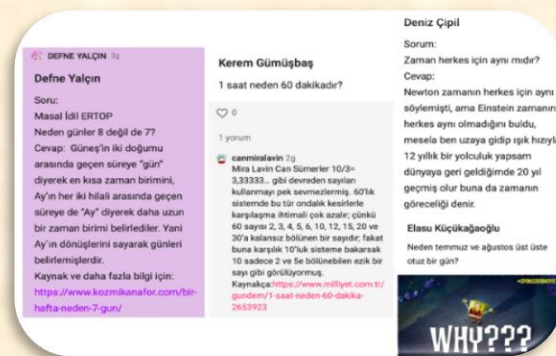 DEFNE YALÇIN 3g
Defne Yalçın
Soru:
Masal İdil ERTOP
Neden günler 8 değil de 7?
Cevap: Güneş'in iki doğumu
arasında geçen süreye "gün"
diyerek en kısa zaman birimini,
Ay'ın her iki hilali arasında geçen
süreye de "Ay" diyerek daha uzun
bir zaman birimi belirlediler. Yani
Ay'ın dönüşlerini sayarak günleri
belirlemişlerdir.
Kaynak ve daha fazla bilgi için:
https://www.kozmikanafor.com/bir-
hafta-neden-7-gun/
Kerem Gümüşbaş
1 saat neden 60 dakikadır?
0
1 yorum
canmiralavin 2g
Mira Lavin Can Sümerler 10/3=
3,33333... gibi devreden sayıları
kullanmayı pek sevmezlermiş. 60'lık
sistemde bu tür ondalık kesirlerle
karşılaşma ihtimali çok azalır; çünkü
60 sayısı 2, 3, 4, 5, 6, 10, 12, 15, 20 ve
30'a kalansız bölünen bir sayıdır; fakat
buna karşılık 10'luk sisteme bakarsak
10 sadece 2 ve 5e bölünebilen ezik bir
sayı gibi görülüyormuş.
Kaynakça:https://www.milliyet.com.tr/
gundem/1-saat-neden-60-dakika-
2653923
Deniz Çipil
Sorum:
Zaman herkes için aynı mıdır?
Cevap:
Newton zamanın herkes için aynı
söylemişti, ama Einstein zamanın
herkes aynı olmadığını buldu,
mesela ben uzaya gidip ışık hızıyla
12 yıllık bir yolculuk yapsam
dünyaya geri geldiğimde 20 yıl
geçmiş olur buna da zamanın
göreceliği denir.
Elasu Küçükağaoğlu
Neden temmuz ve ağustos üst üste
otuz bir gün?
WHY???